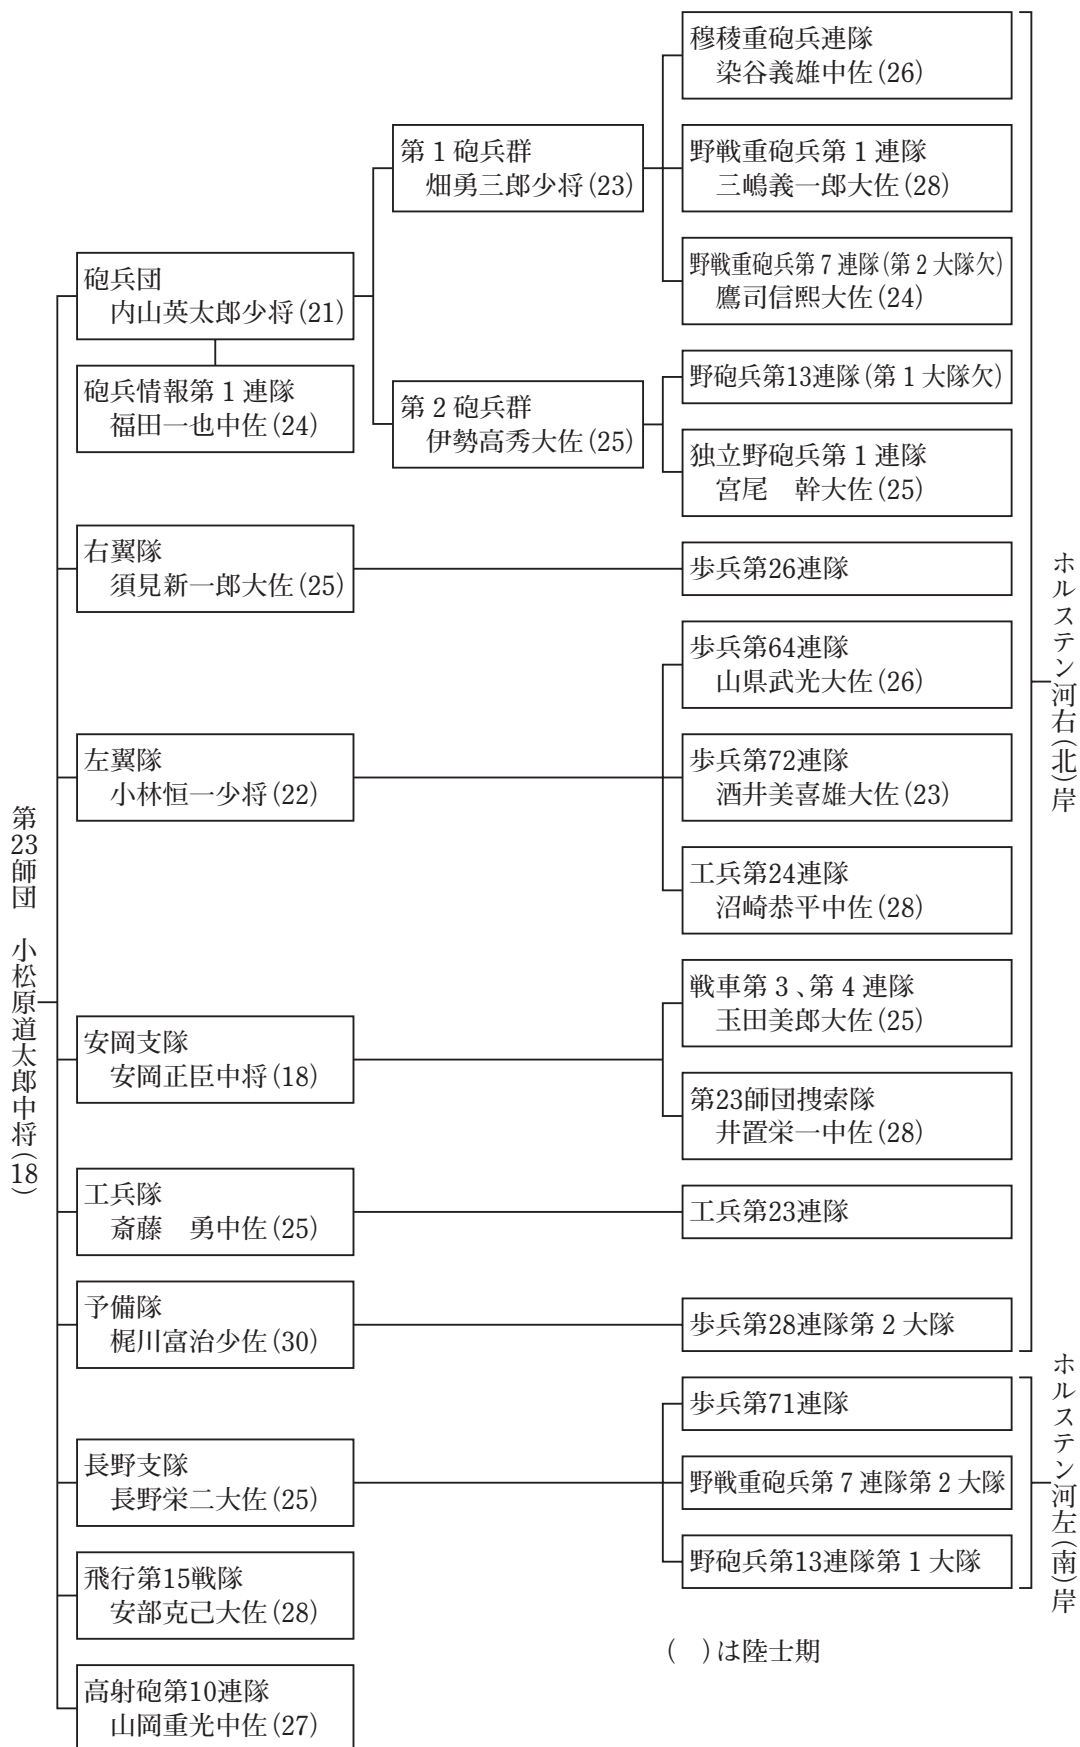 第23師団　小松原道太郎中将(18)
砲兵団
内山英太郎少将(21)
砲兵情報第1連隊
福田一也中佐(24)
第1砲兵群
畑勇三郎少将(23)
穆稜重砲兵連隊
染谷義雄中佐(26)
野戦重砲兵第1連隊
三嶋義一郎大佐(28)
野戦重砲兵第7連隊(第2大隊欠)
鷹司信熙大佐(24)
第2砲兵群
伊勢高秀大佐(25)
野砲兵第13連隊(第1大隊欠)
独立野砲兵第1連隊
宮尾　幹大佐(25)
右翼隊
須見新一郎大佐(25)
歩兵第26連隊
左翼隊
小林恒一少将(22)
歩兵第64連隊
山県武光大佐(26)
歩兵第72連隊
酒井美喜雄大佐(23)
工兵第24連隊
沼崎恭平中佐(28)
安岡支隊
安岡正臣中将(18)
戦車第3、第4連隊
玉田美郎大佐(25)
第23師団捜索隊
井置栄一中佐(28)
工兵隊
斎藤　勇中佐(25)
工兵第23連隊
予備隊
梶川富治少佐(30)
歩兵第28連隊第2大隊
ホルステン河右(北)岸
長野支隊
長野栄二大佐(25)
歩兵第71連隊
野戦重砲兵第7連隊第2大隊
野砲兵第13連隊第1大隊
ホルステン河左(南)岸
飛行第15戦隊
安部克己大佐(28)
高射砲第10連隊
山岡重光中佐(27)
(　)は陸士期